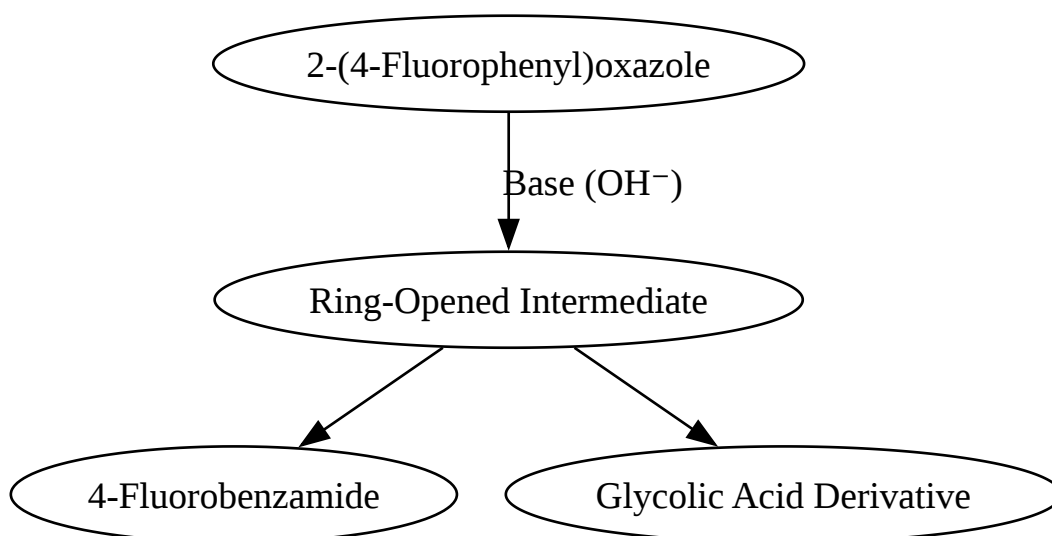 2-(4-Fluorophenyl)oxazole
Base (OH⁻)
Ring-Opened Intermediate
4-Fluorobenzamide
Glycolic Acid Derivative